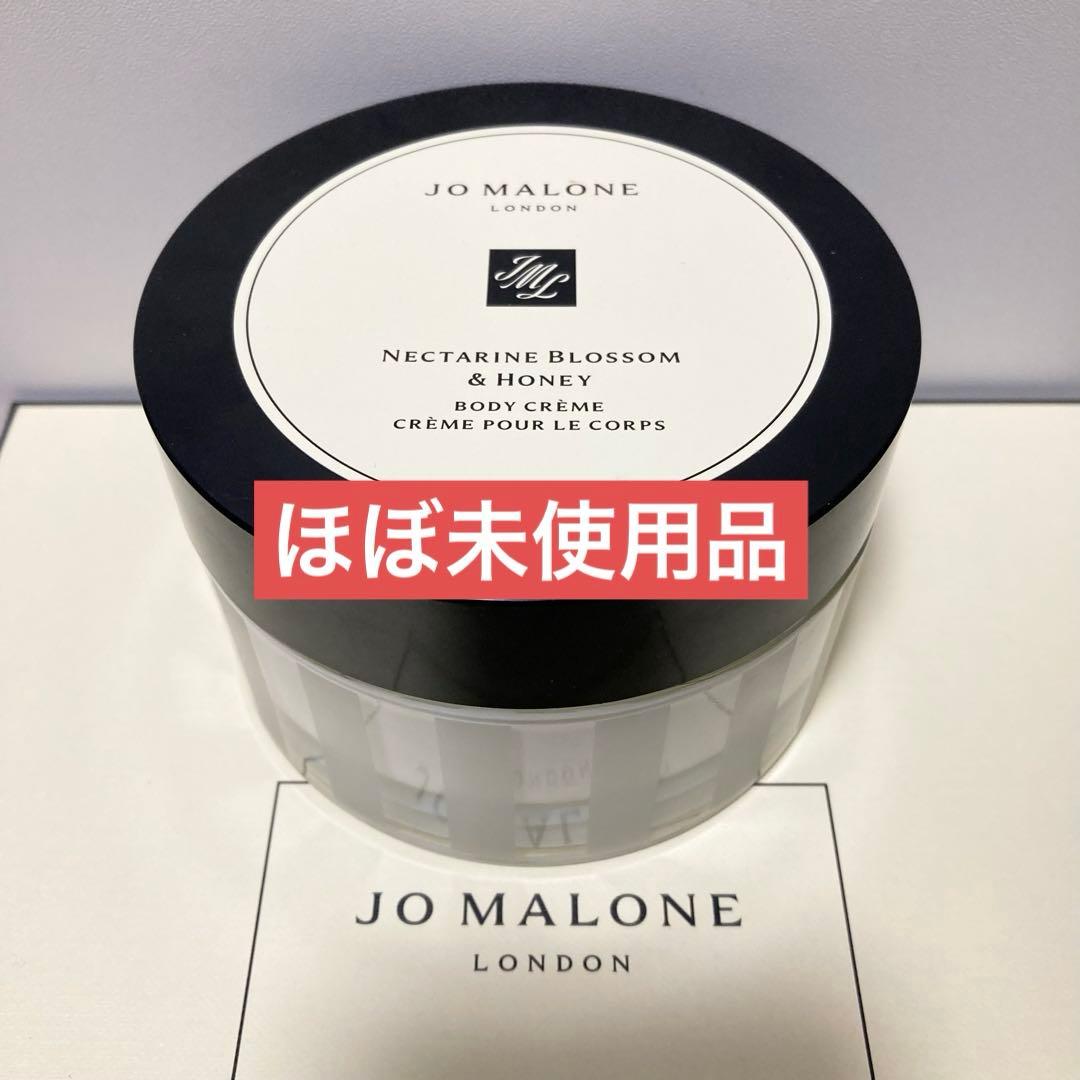 JO MALONE
LONDON
JML
NECTARINE BLOSSOM
& HONEY
BODY CRÈME
CRÈME POUR LE CORPS
ほぼ未使用品
JO MALONE
LONDON